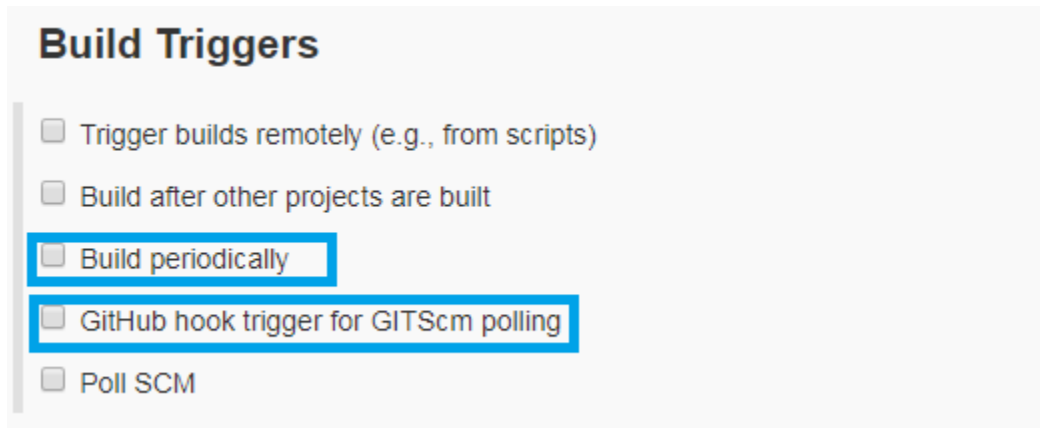 Build Triggers
Trigger builds remotely (e.g., from scripts)
Build after other projects are built
Build periodically
GitHub hook trigger for GITScm polling
Poll SCM